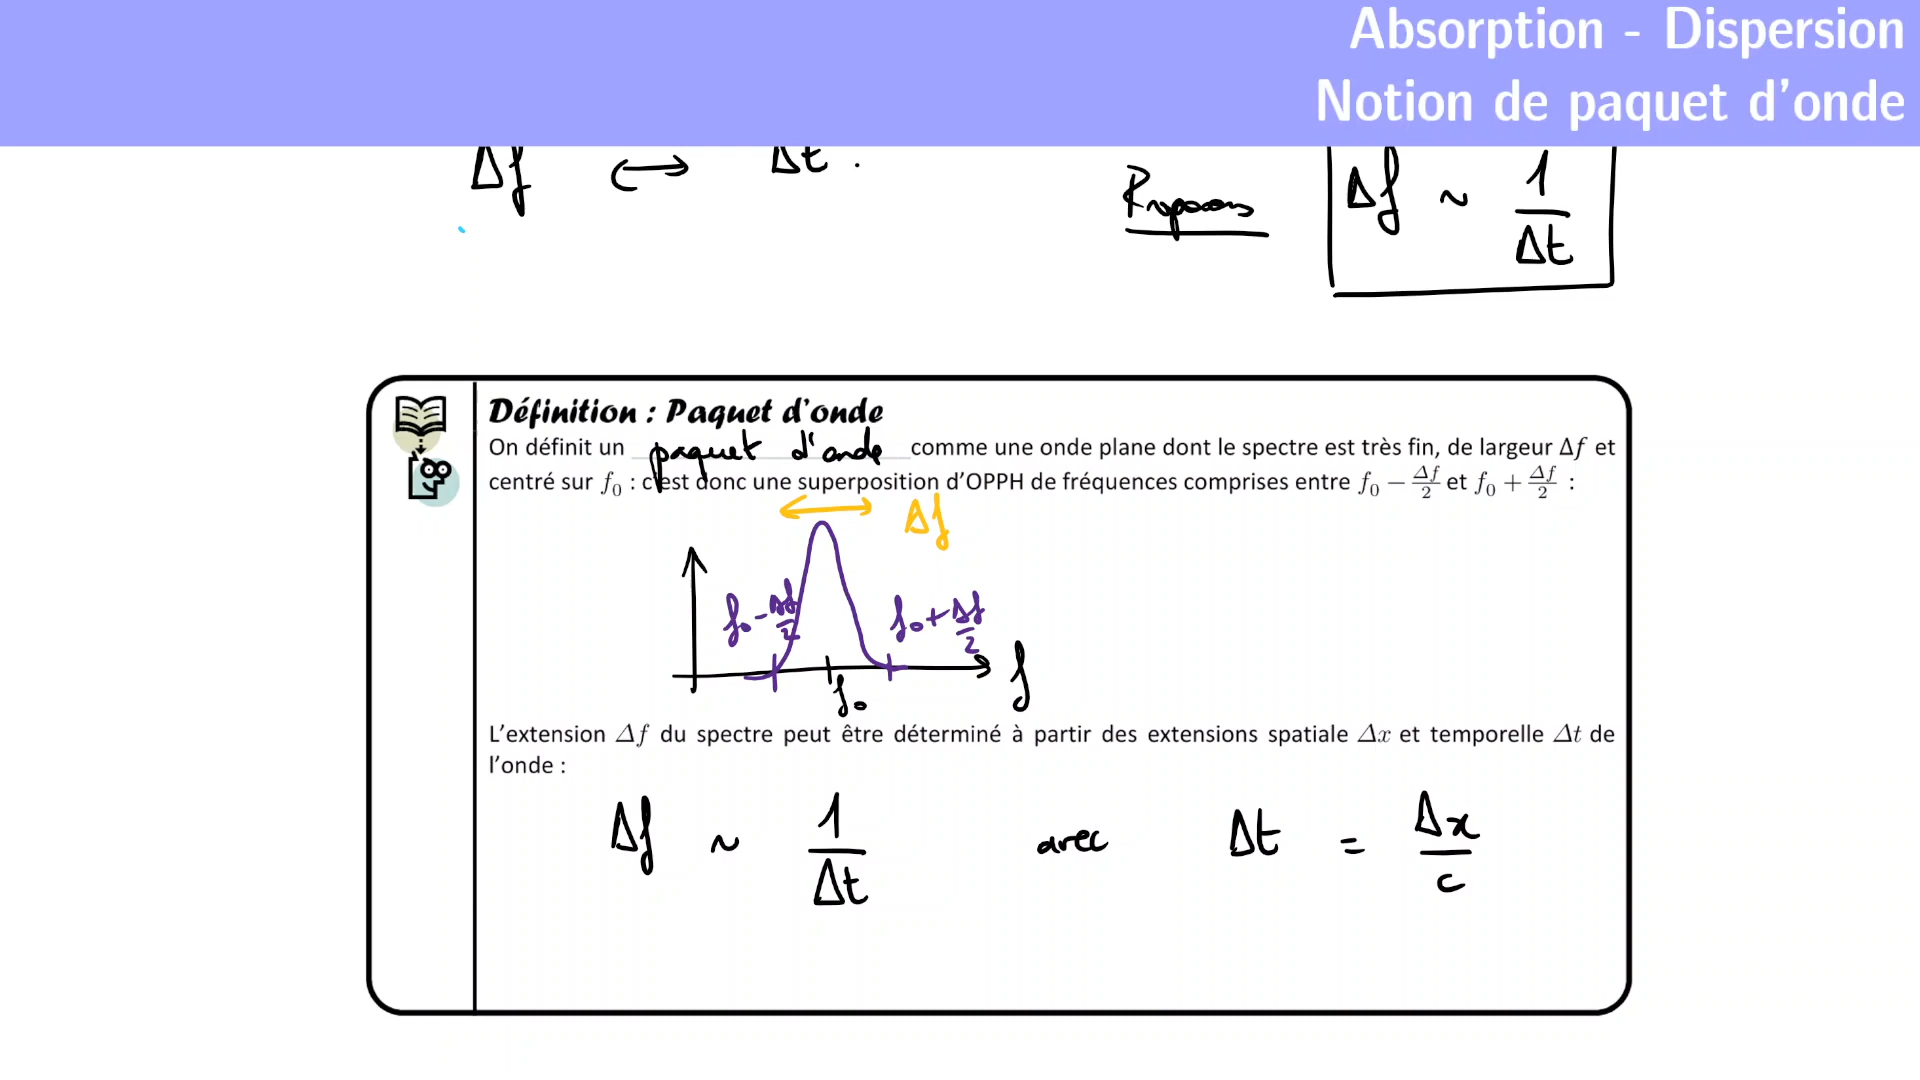 Absorption - Dispersion
Notion de paquet d'onde
Δf ↔ Δt .
Δf ~ 1/Δt
Définition : Paquet d'onde
On définit un paquet d'onde comme une onde plane dont le spectre est très fin, de largeur Δf et
centré sur f₀ : c'est donc une superposition d'OPPH de fréquences comprises entre f₀ − Δf/2 et f₀ + Δf/2 :
Δf
f₀ − Δf/2
f₀ + Δf/2
f₀
f
L'extension Δf du spectre peut être déterminé à partir des extensions spatiale Δx et temporelle Δt de
l'onde :
Δf ~ 1/Δt avec Δt = Δx/c